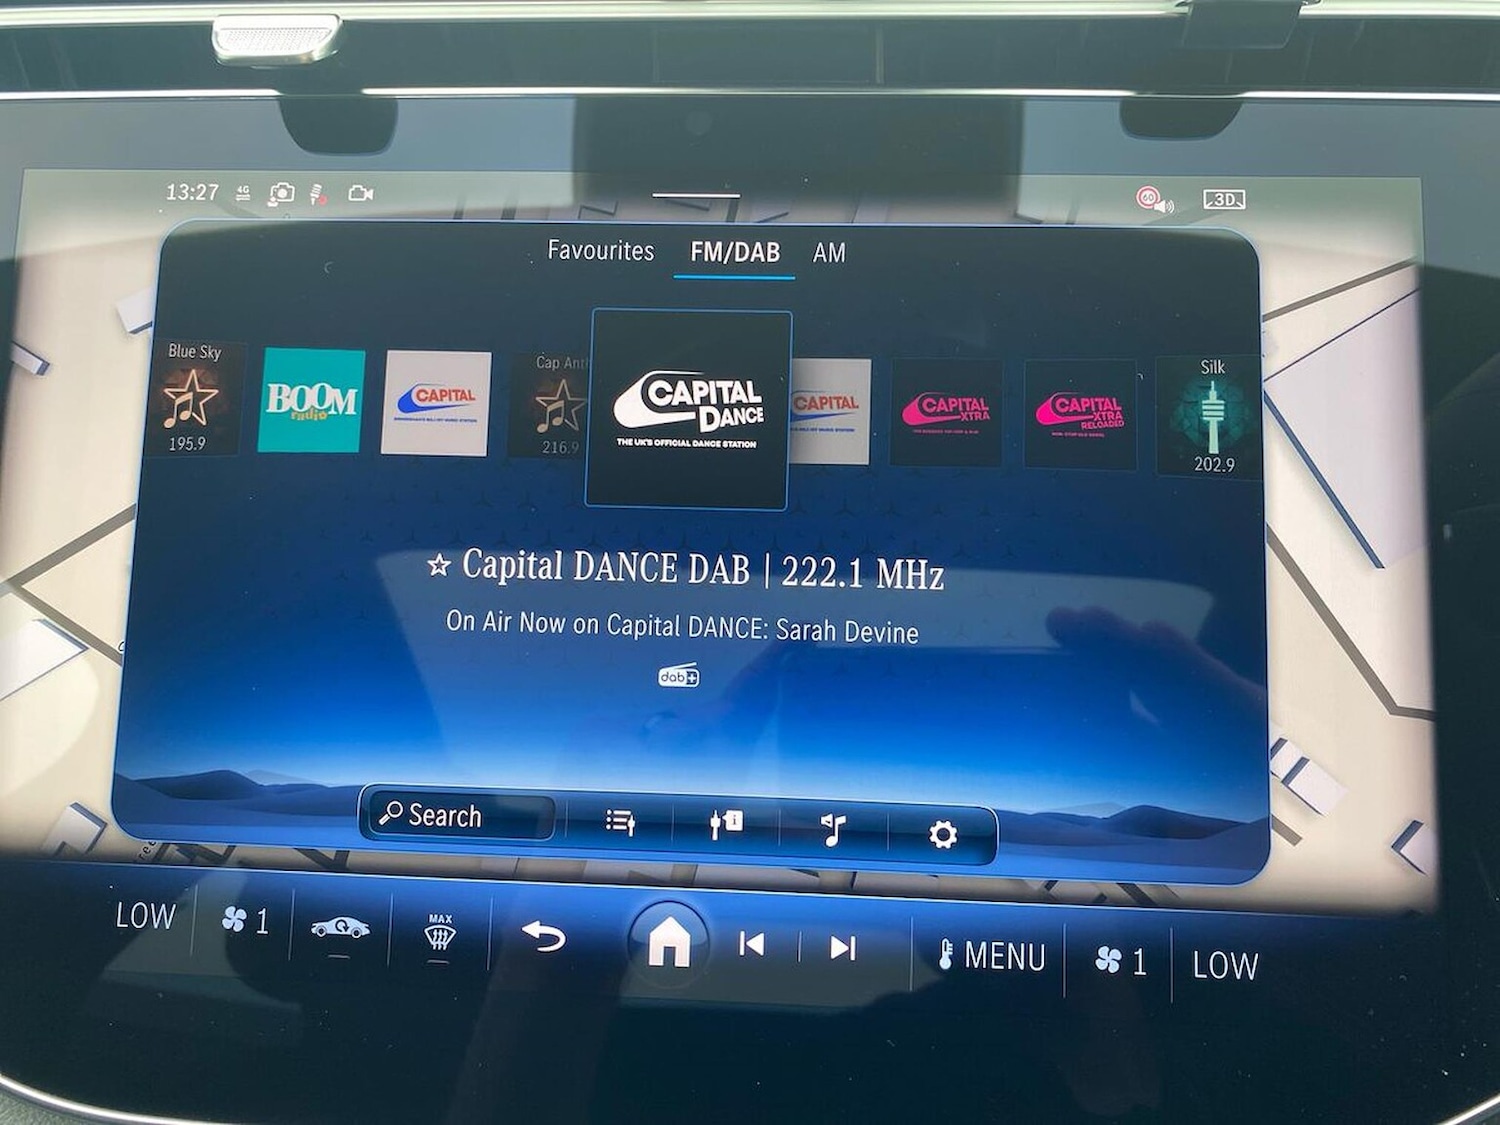 13:27
4G
60
3D
Favourites FM/DAB AM
Blue Sky
195.9
BOOM
radio
CAPITAL
Cap Anth
216.9
CAPITAL
DANCE
THE UK'S OFFICIAL DANCE STATION
CAPITAL
CAPITAL
XTRA
CAPITAL
XTRA
RELOADED
Silk
202.9
Capital DANCE DAB | 222.1 MHz
On Air Now on Capital DANCE: Sarah Devine
dab+
Search
LOW 1 MAX MENU 1 LOW